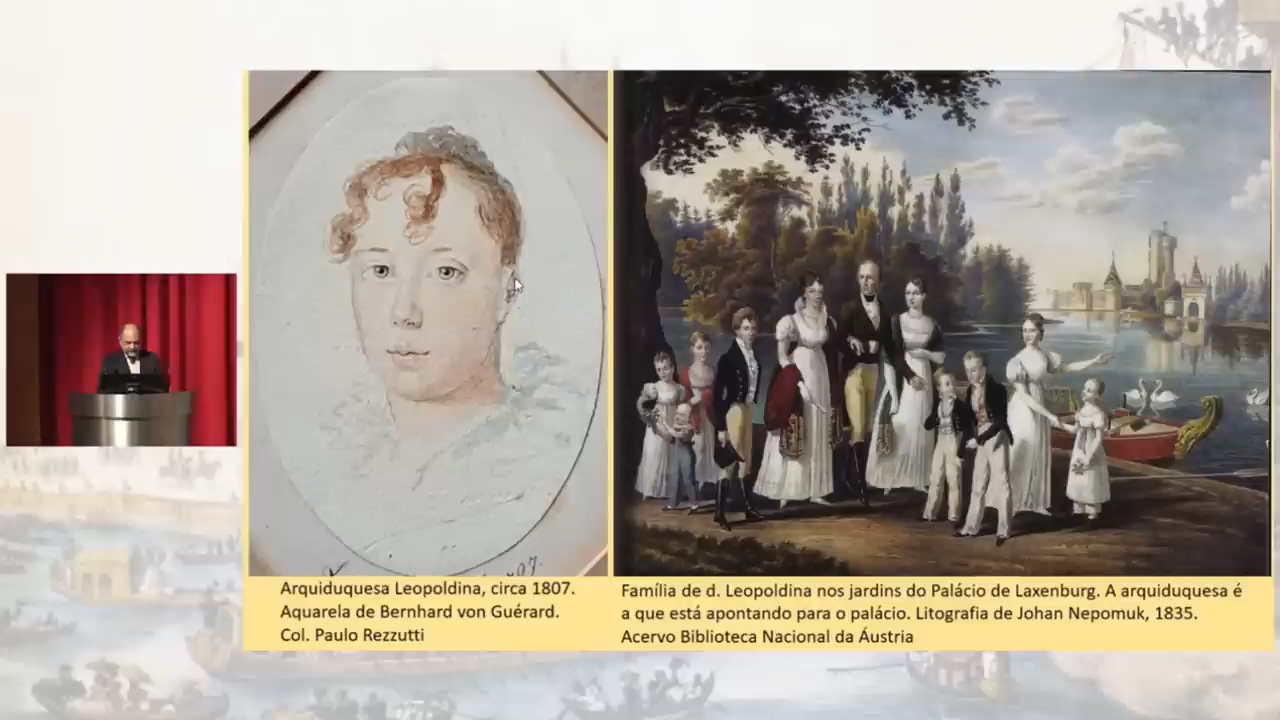 Arquiduquesa Leopoldina, circa 1807.
Aquarela de Bernhard von Guérard.
Col. Paulo Rezzutti
Família de d. Leopoldina nos jardins do Palácio de Laxenburg. A arquiduquesa é
a que está apontando para o palácio. Litografia de Johan Nepomuk, 1835.
Acervo Biblioteca Nacional da Áustria